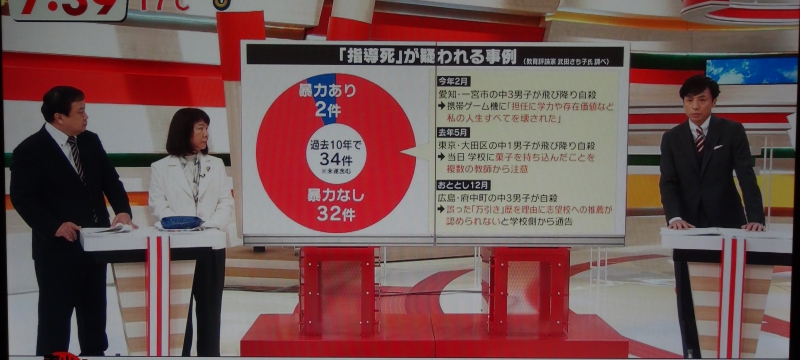 7:59 17℃
「指導死」が疑われる事例
(教育評論家 武田さち子氏 調べ)
暴力あり
2件
過去10年で
34件
※未遂含む
暴力なし
32件
今年2月
愛知・一宮市の中3男子が飛び降り自殺
➔携帯ゲーム機に「担任に学力や存在価値など
私の人生すべてを壊された」
去年5月
東京・大田区の中1男子が飛び降り自殺
➔当日 学校に菓子を持ち込んだことを
複数の教師から注意
おととし12月
広島・府中町の中3男子が自殺
➔誤った「万引き」歴を理由に志望校への推薦が
認められないと学校側から通告